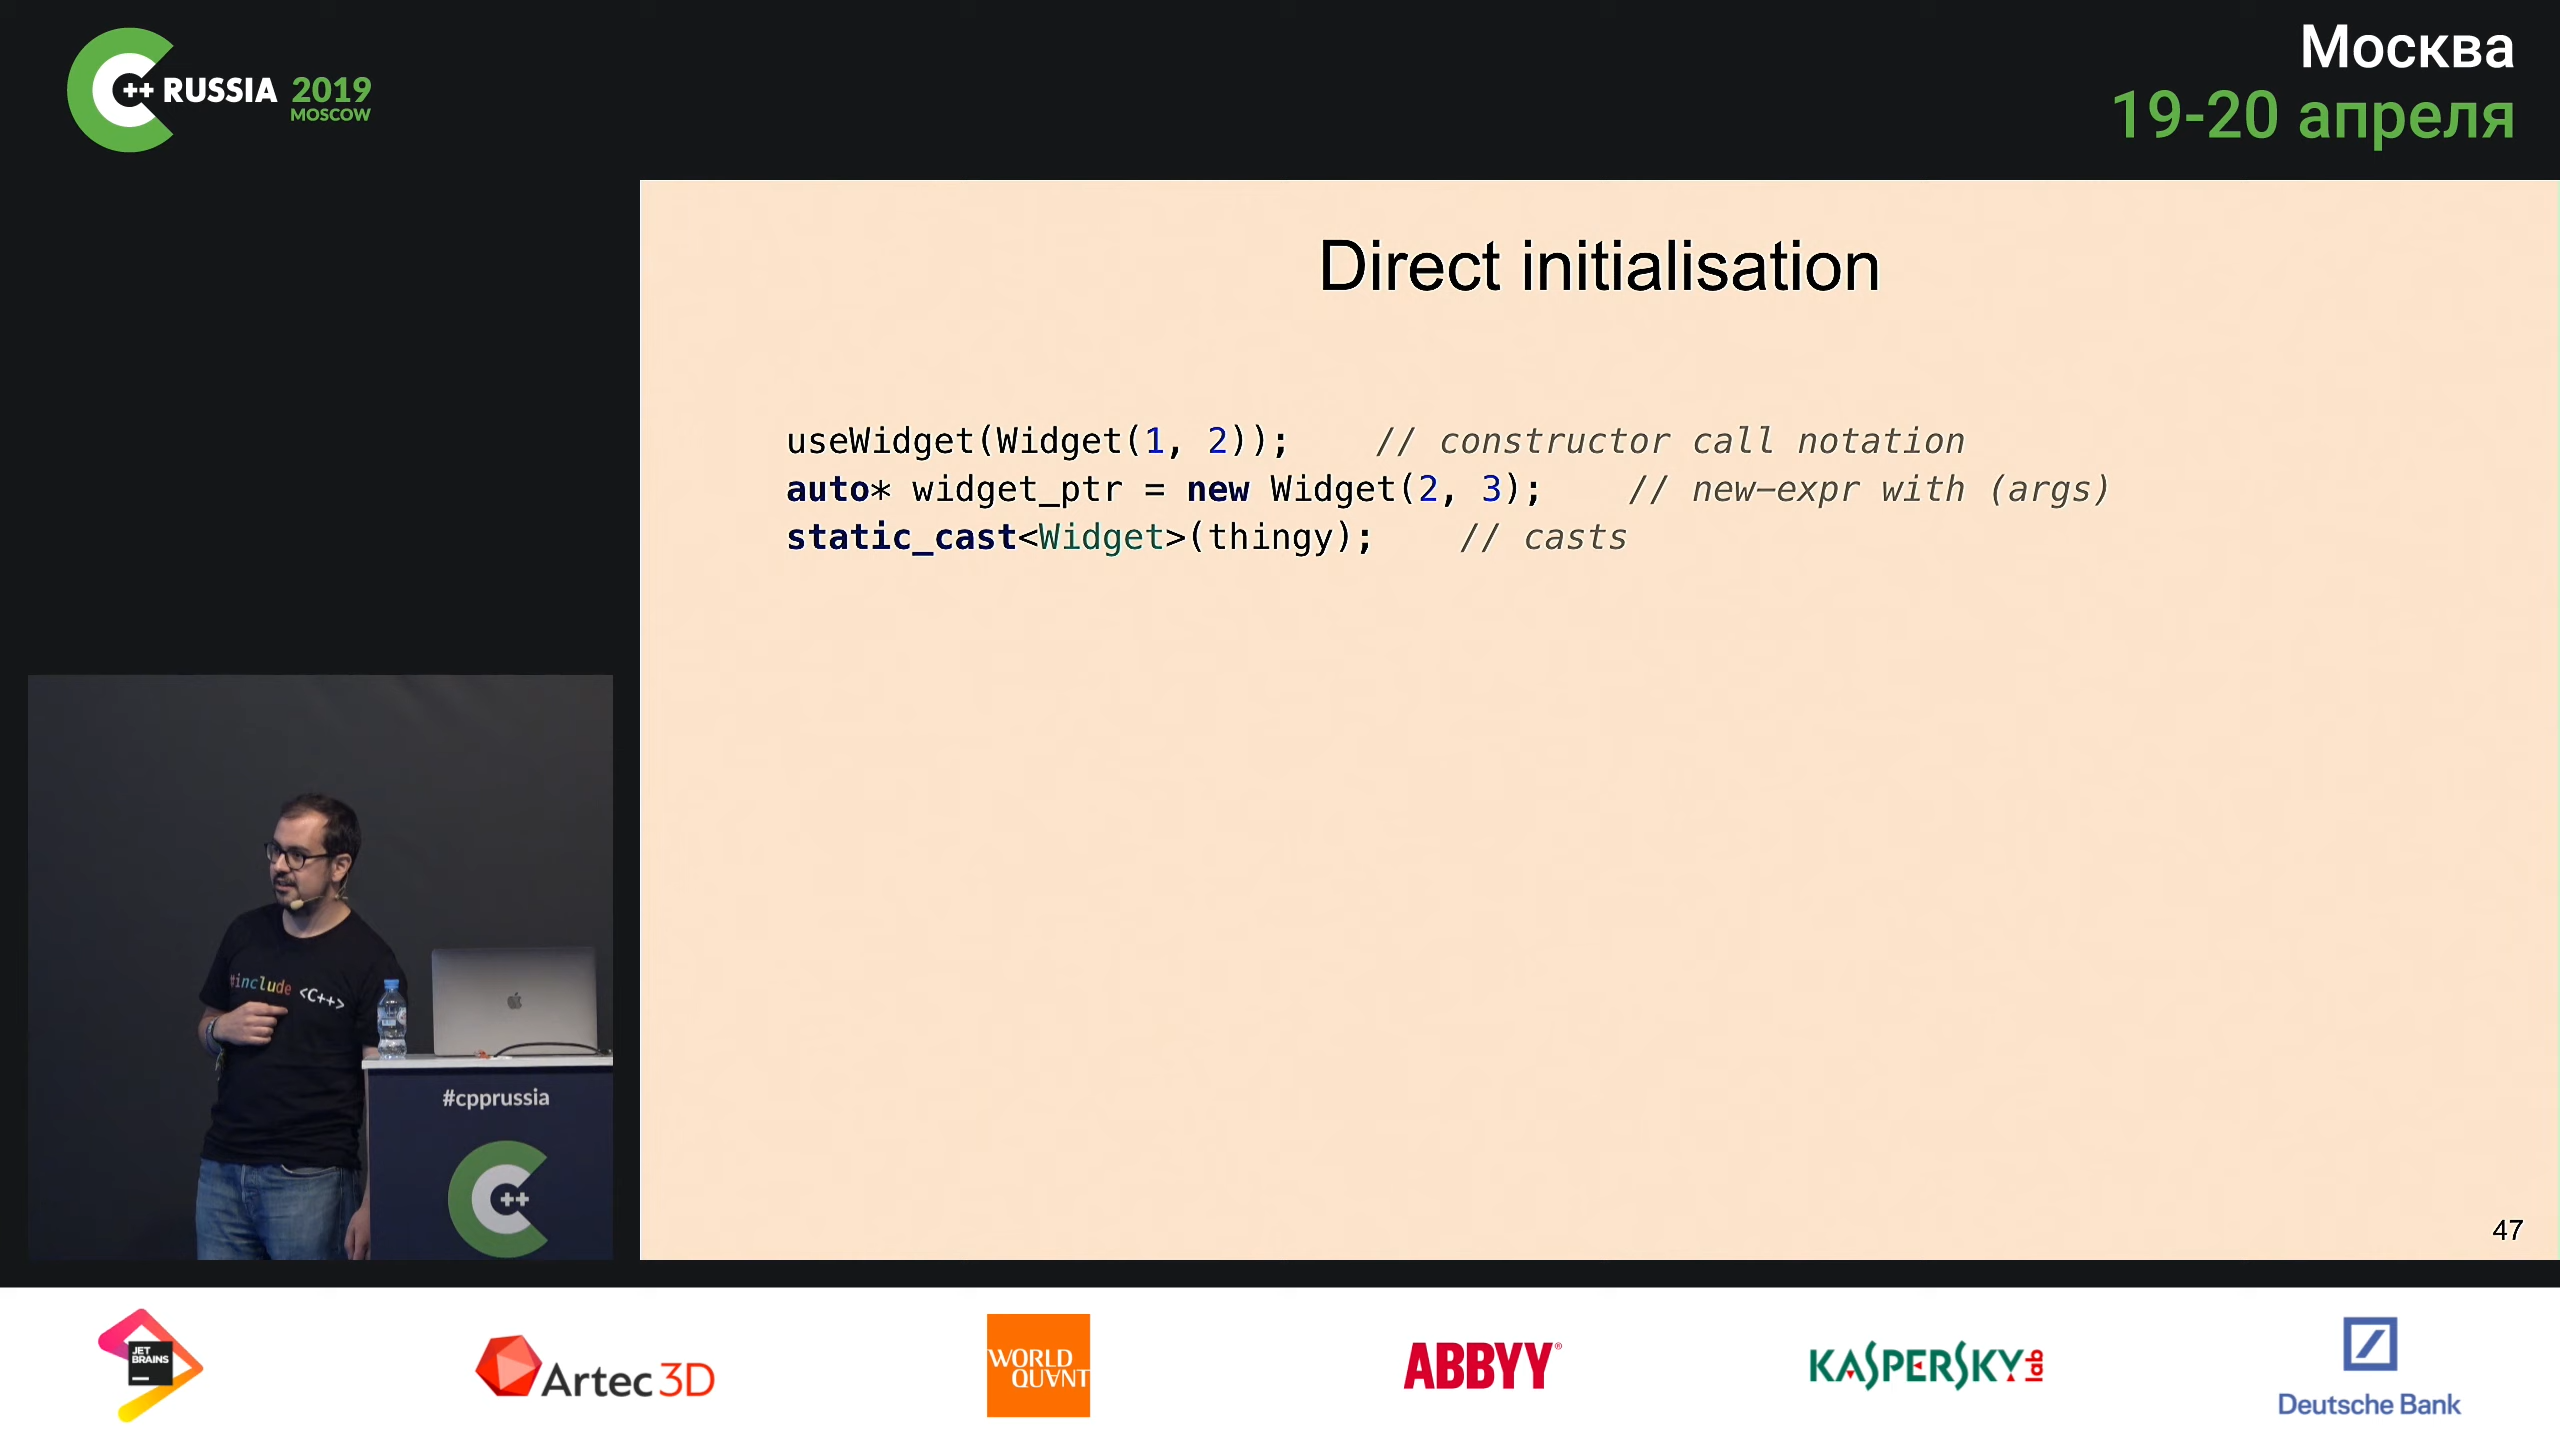 C++ RUSSIA 2019
MOSCOW
Москва
19-20 апреля
Direct initialisation
useWidget(Widget(1, 2));    // constructor call notation
auto* widget_ptr = new Widget(2, 3);    // new-expr with (args)
static_cast<Widget>(thingy);    // casts
47
#include <C++>
#cpprussia
C++
JET
BRAINS
Artec 3D
WORLD
QUANT
ABBYY®
KASPERSKY lab
Deutsche Bank